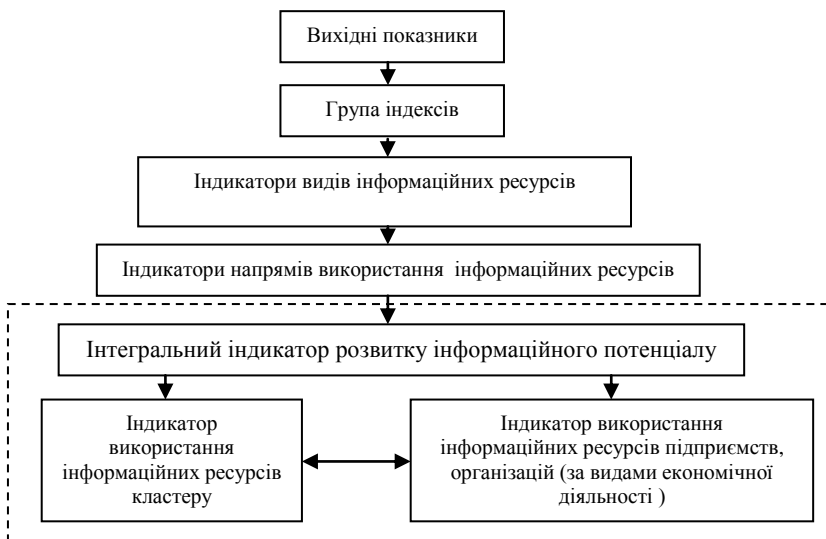 Вихідні показники
Група індексів
Індикатори видів інформаційних ресурсів
Індикатори напрямів використання інформаційних ресурсів
Інтегральний індикатор розвитку інформаційного потенціалу
Індикатор
використання
інформаційних ресурсів
кластеру
Індикатор використання
інформаційних ресурсів підприємств,
організацій (за видами економічної
діяльності )